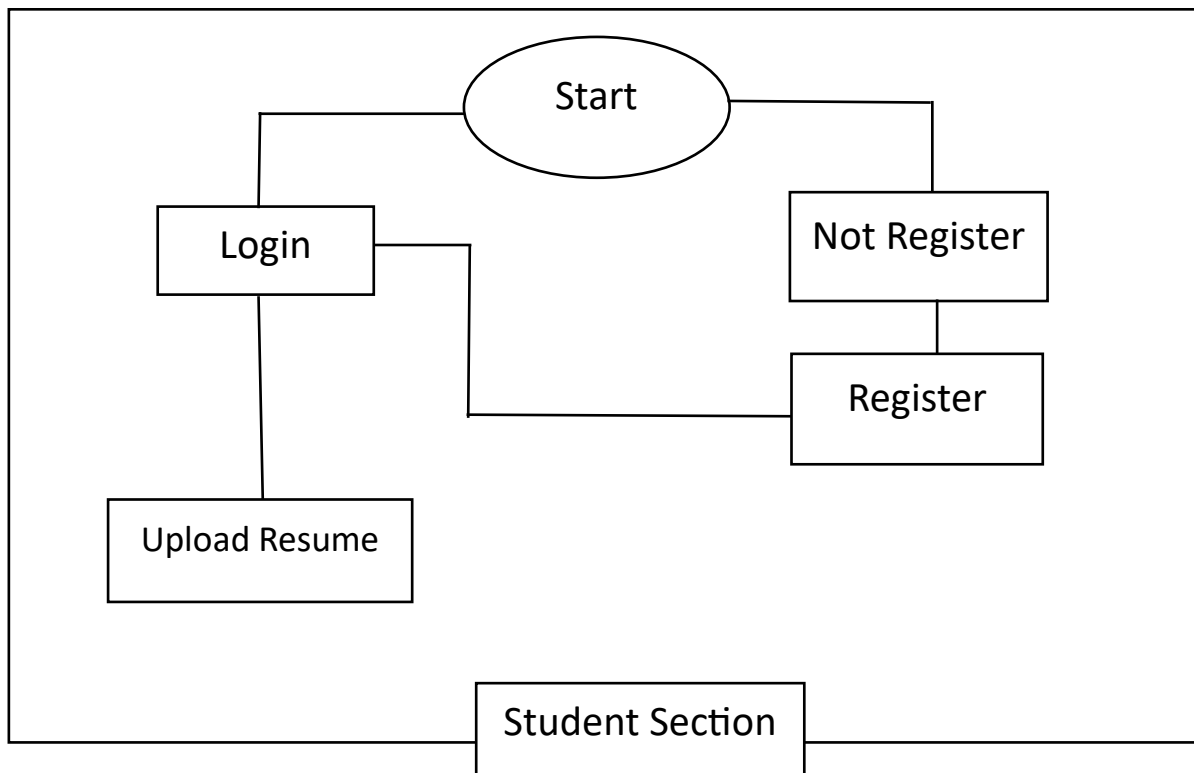 Start
Login
Not Register
Register
Upload Resume
Student Section